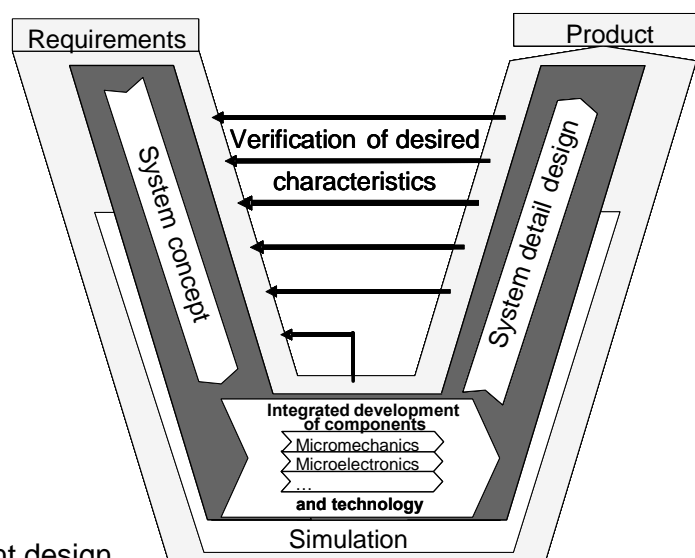 Requirements
Product
Verification of desired
characteristics
System concept
System detail design
Integrated development
of components
Micromechanics
Microelectronics
...
and technology
Simulation
design